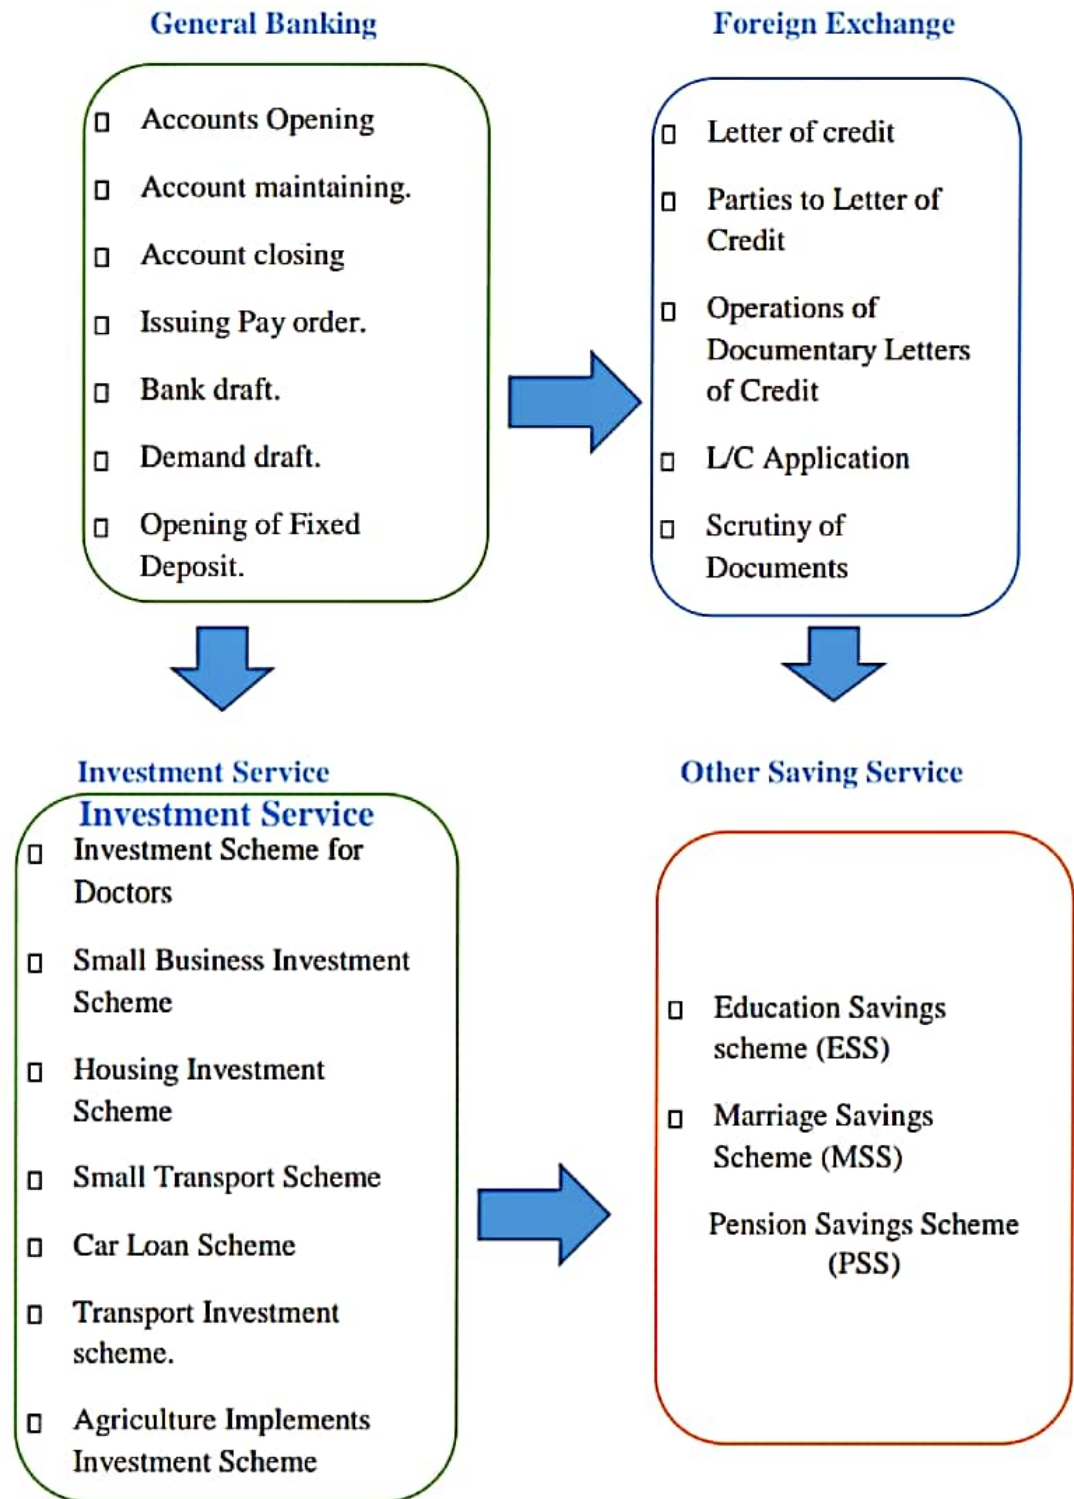 General Banking
Accounts Opening
Account maintaining.
Account closing
Issuing Pay order.
Bank draft.
Demand draft.
Opening of Fixed
Deposit.
Foreign Exchange
Letter of credit
Parties to Letter of
Credit
Operations of
Documentary Letters
of Credit
L/C Application
Scrutiny of
Documents
Investment Service
Investment Service
Investment Scheme for
Doctors
Small Business Investment
Scheme
Housing Investment
Scheme
Small Transport Scheme
Car Loan Scheme
Transport Investment
scheme.
Agriculture Implements
Investment Scheme
Other Saving Service
Education Savings
scheme (ESS)
Marriage Savings
Scheme (MSS)
Pension Savings Scheme
(PSS)